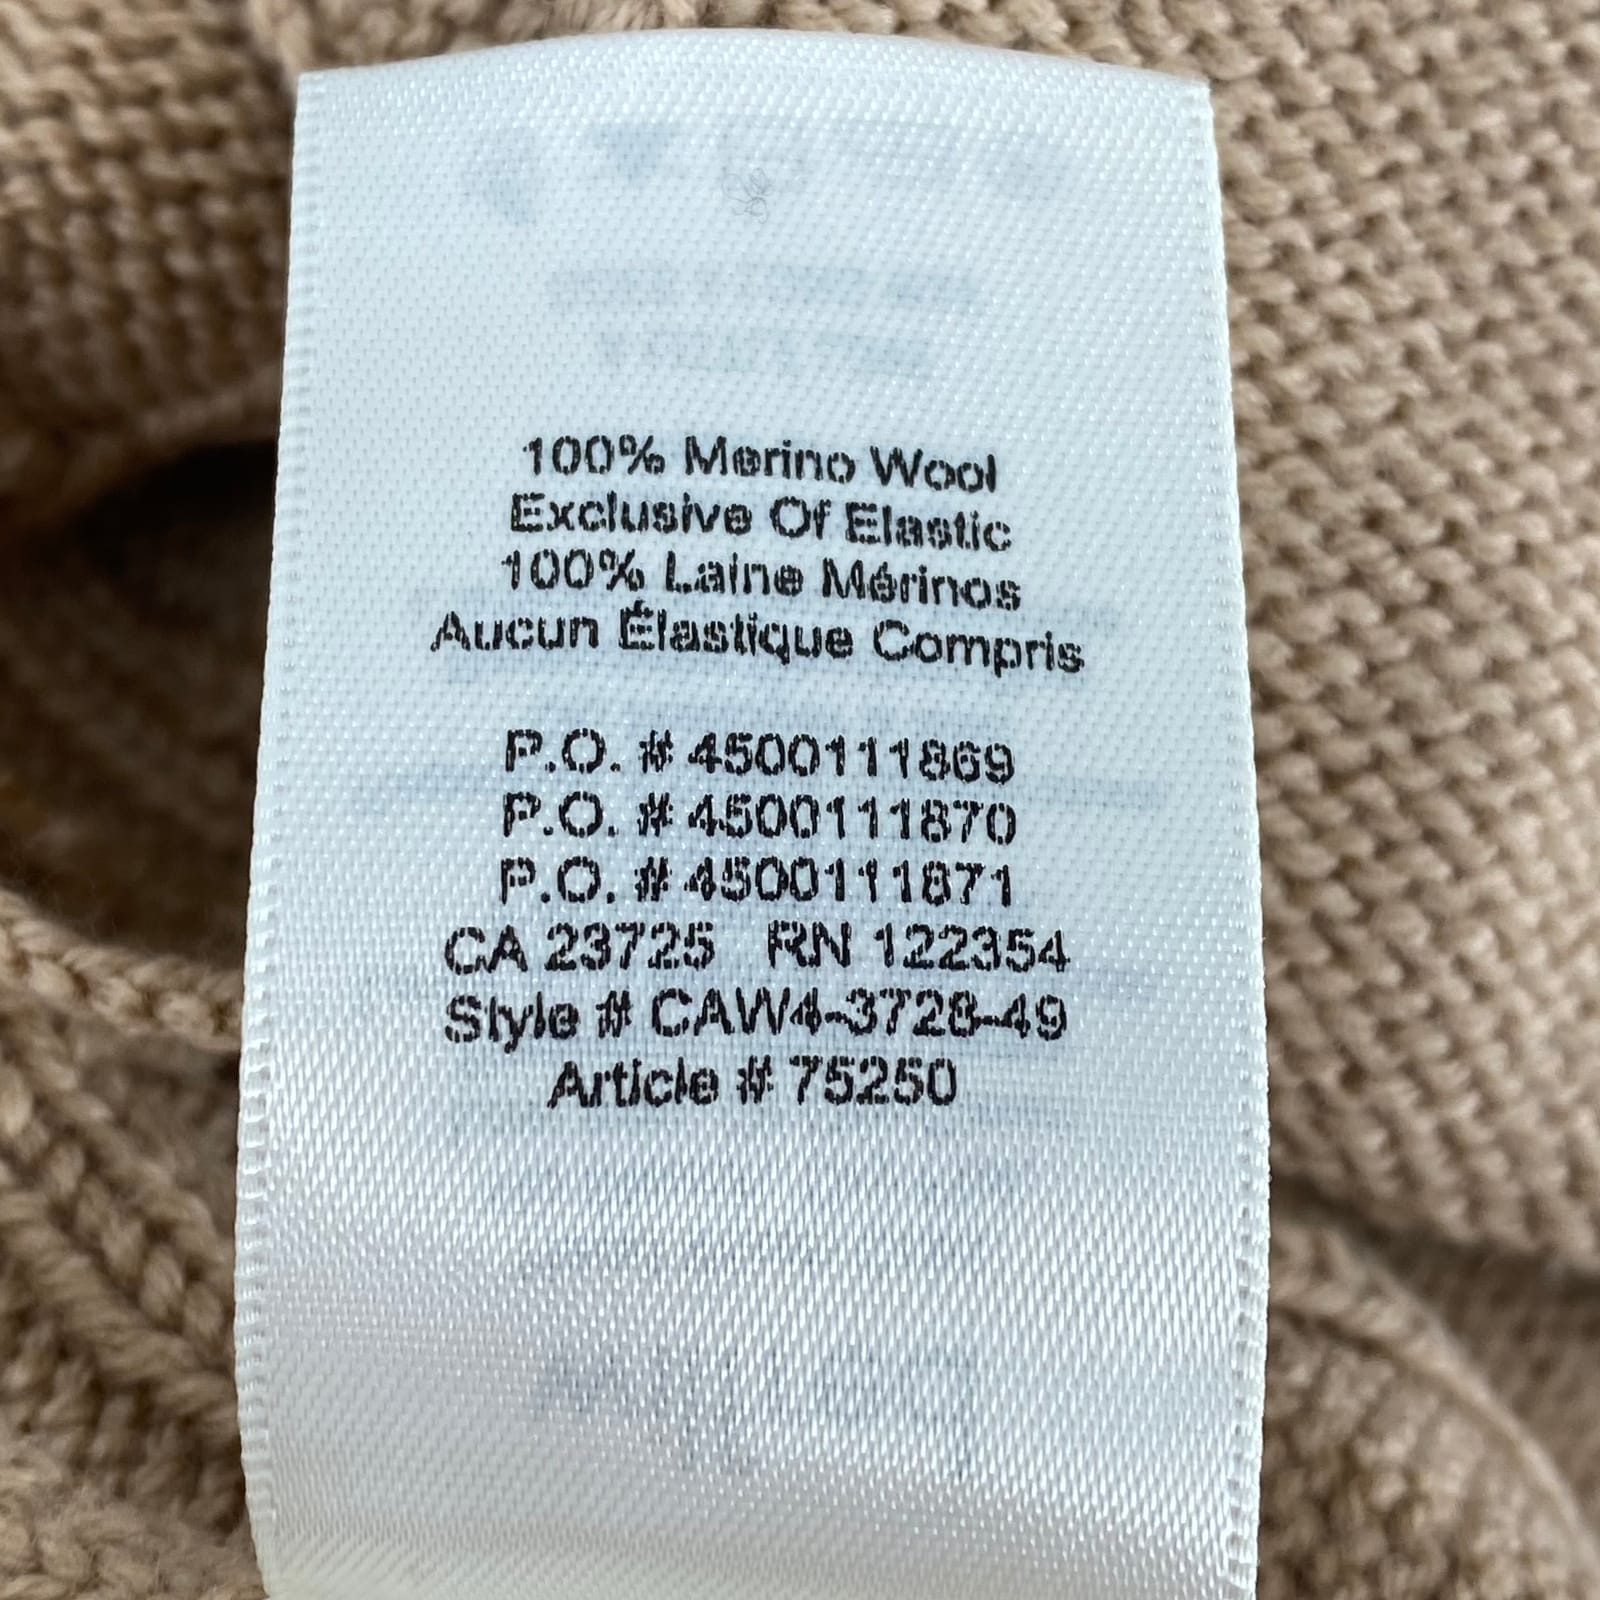 100% Merino Wool
Exclusive Of Elastic
100% Laine Mérinos
Aucun Élastique Compris
P.O. # 4500111869
P.O. # 4500111870
P.O. # 4500111871
CA 23725 RN 122354
Style # CAW4-3728-49
Article # 75250